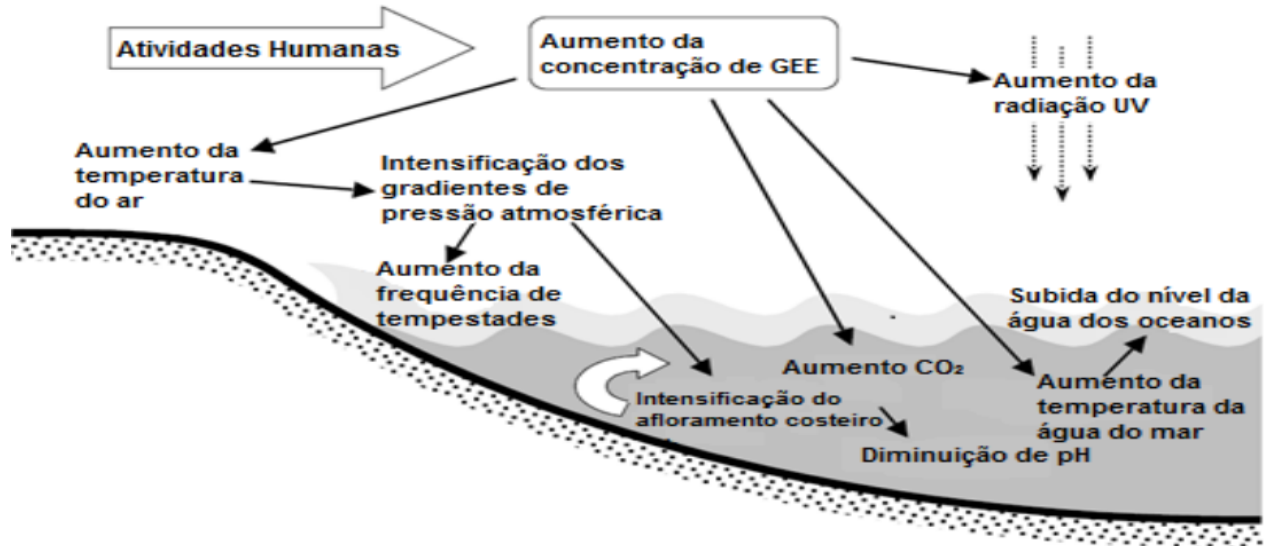 Atividades Humanas
Aumento da
concentração de GEE
Aumento da
radiação UV
Aumento da
temperatura
do ar
Intensificação dos
gradientes de
pressão atmosférica
Aumento da
frequência de
tempestades
Subida do nível da
água dos oceanos
Aumento CO₂
Intensificação do
afloramento costeiro
Aumento da
temperatura da
água do mar
Diminuição de pH